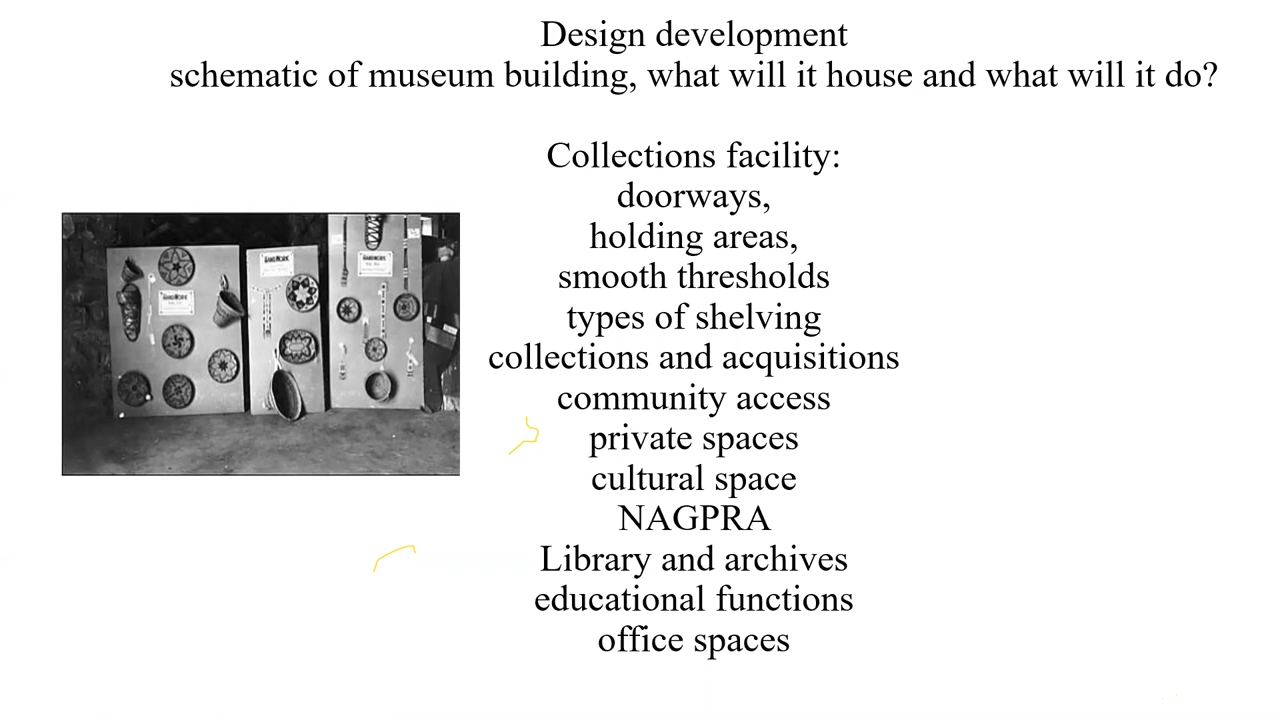 Design development
schematic of museum building, what will it house and what will it do?
Collections facility:
doorways,
holding areas,
smooth thresholds
types of shelving
collections and acquisitions
community access
private spaces
cultural space
NAGPRA
Library and archives
educational functions
office spaces